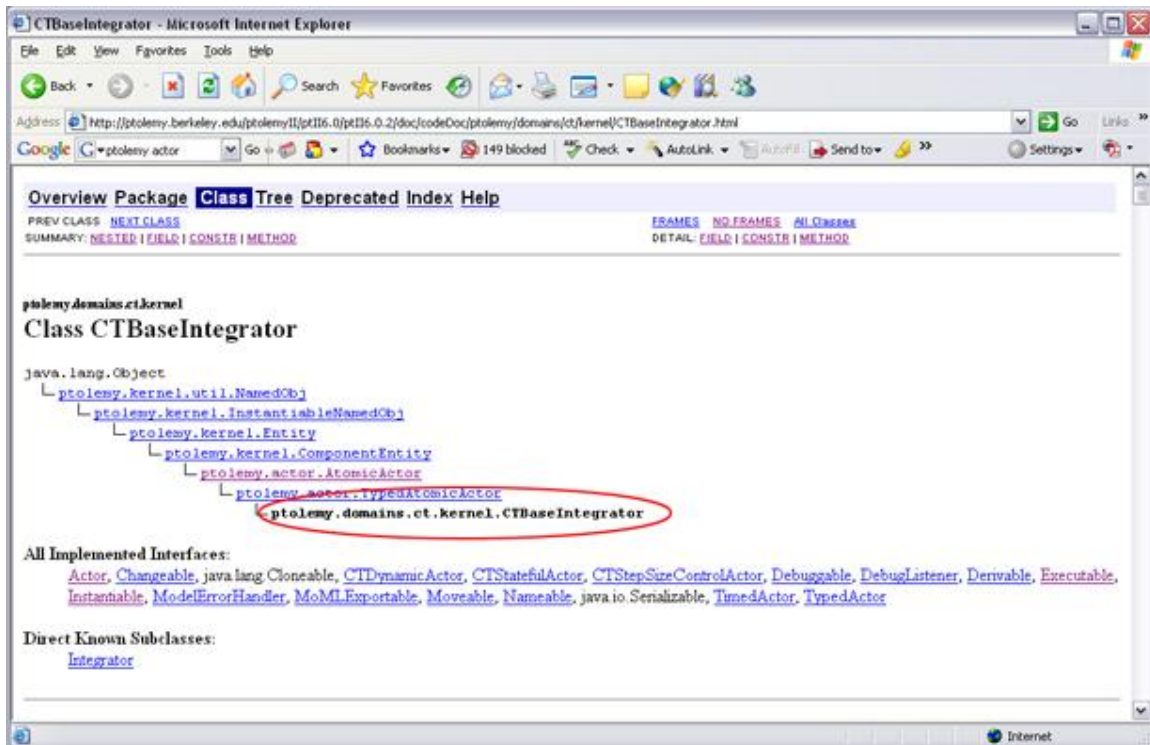 CTBaseIntegrator - Microsoft Internet Explorer
File Edit View Favorites Tools Help
Back Search Favorites
Address http://ptolemy.berkeley.edu/ptolemyII/ptII6.0/ptII6.0.2/doc/codeDoc/ptolemy/domains/ct/kernel/CTBaseIntegrator.html Go Links »
Google ptolemy actor Go Bookmarks 149 blocked Check AutoLink AutoFill Send to » Settings
Overview Package Class Tree Deprecated Index Help
PREV CLASS NEXT CLASS FRAMES NO FRAMES All Classes
SUMMARY: NESTED | FIELD | CONSTR | METHOD DETAIL: FIELD | CONSTR | METHOD
ptolemy.domains.ct.kernel
Class CTBaseIntegrator
java.lang.Object
ptolemy.kernel.util.NamedObj
ptolemy.kernel.InstantiableNamedObj
ptolemy.kernel.Entity
ptolemy.kernel.ComponentEntity
ptolemy.actor.AtomicActor
ptolemy.actor.TypedAtomicActor
ptolemy.domains.ct.kernel.CTBaseIntegrator
All Implemented Interfaces:
Actor, Changeable, java.lang.Cloneable, CTDynamicActor, CTStatefulActor, CTStepSizeControlActor, Debuggable, DebugListener, Derivable, Executable,
Instantiable, ModelErrorHandler, MoMLExportable, Moveable, Nameable, java.io.Serializable, TimedActor, TypedActor
Direct Known Subclasses:
Integrator
Internet